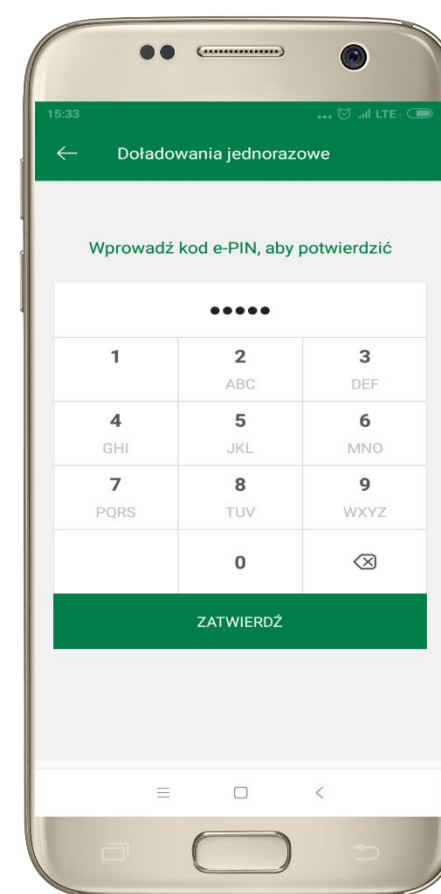 15:33 ... LTE
Doładowania jednorazowe
Wprowadź kod e-PIN, aby potwierdzić
•••••
1 2 3
ABC DEF
4 5 6
GHI JKL MNO
7 8 9
PQRS TUV WXYZ
0
ZATWIERDŹ